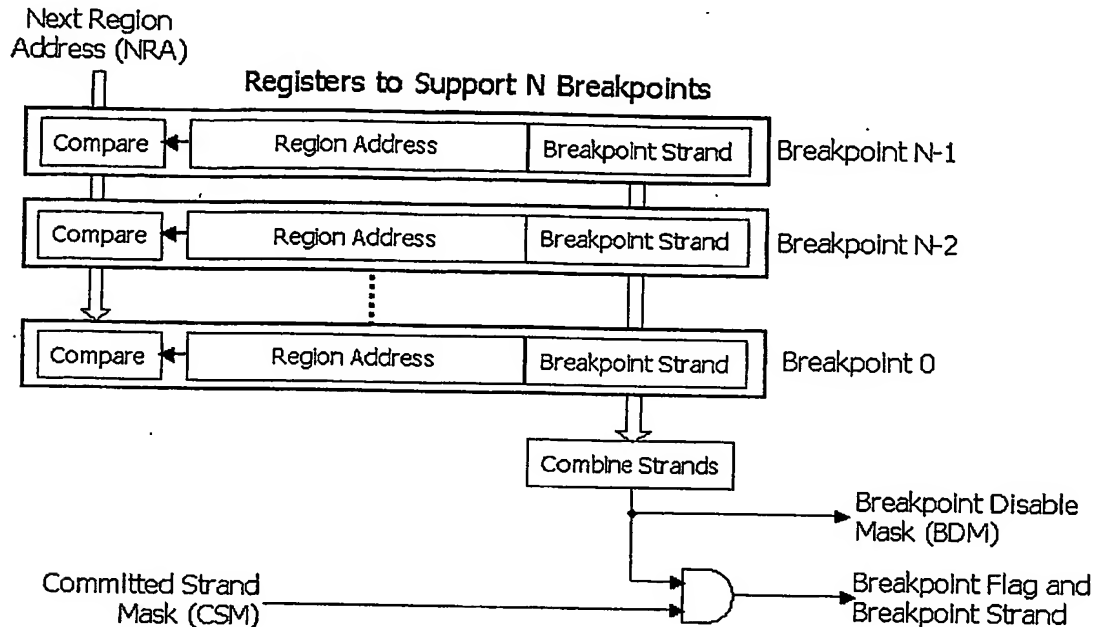 Next Region
Address (NRA)
Registers to Support N Breakpoints
Compare
Region Address
Breakpoint Strand
Breakpoint N-1
Compare
Region Address
Breakpoint Strand
Breakpoint N-2
Compare
Region Address
Breakpoint Strand
Breakpoint 0
Combine Strands
Breakpoint Disable
Mask (BDM)
Committed Strand
Mask (CSM)
Breakpoint Flag and
Breakpoint Strand